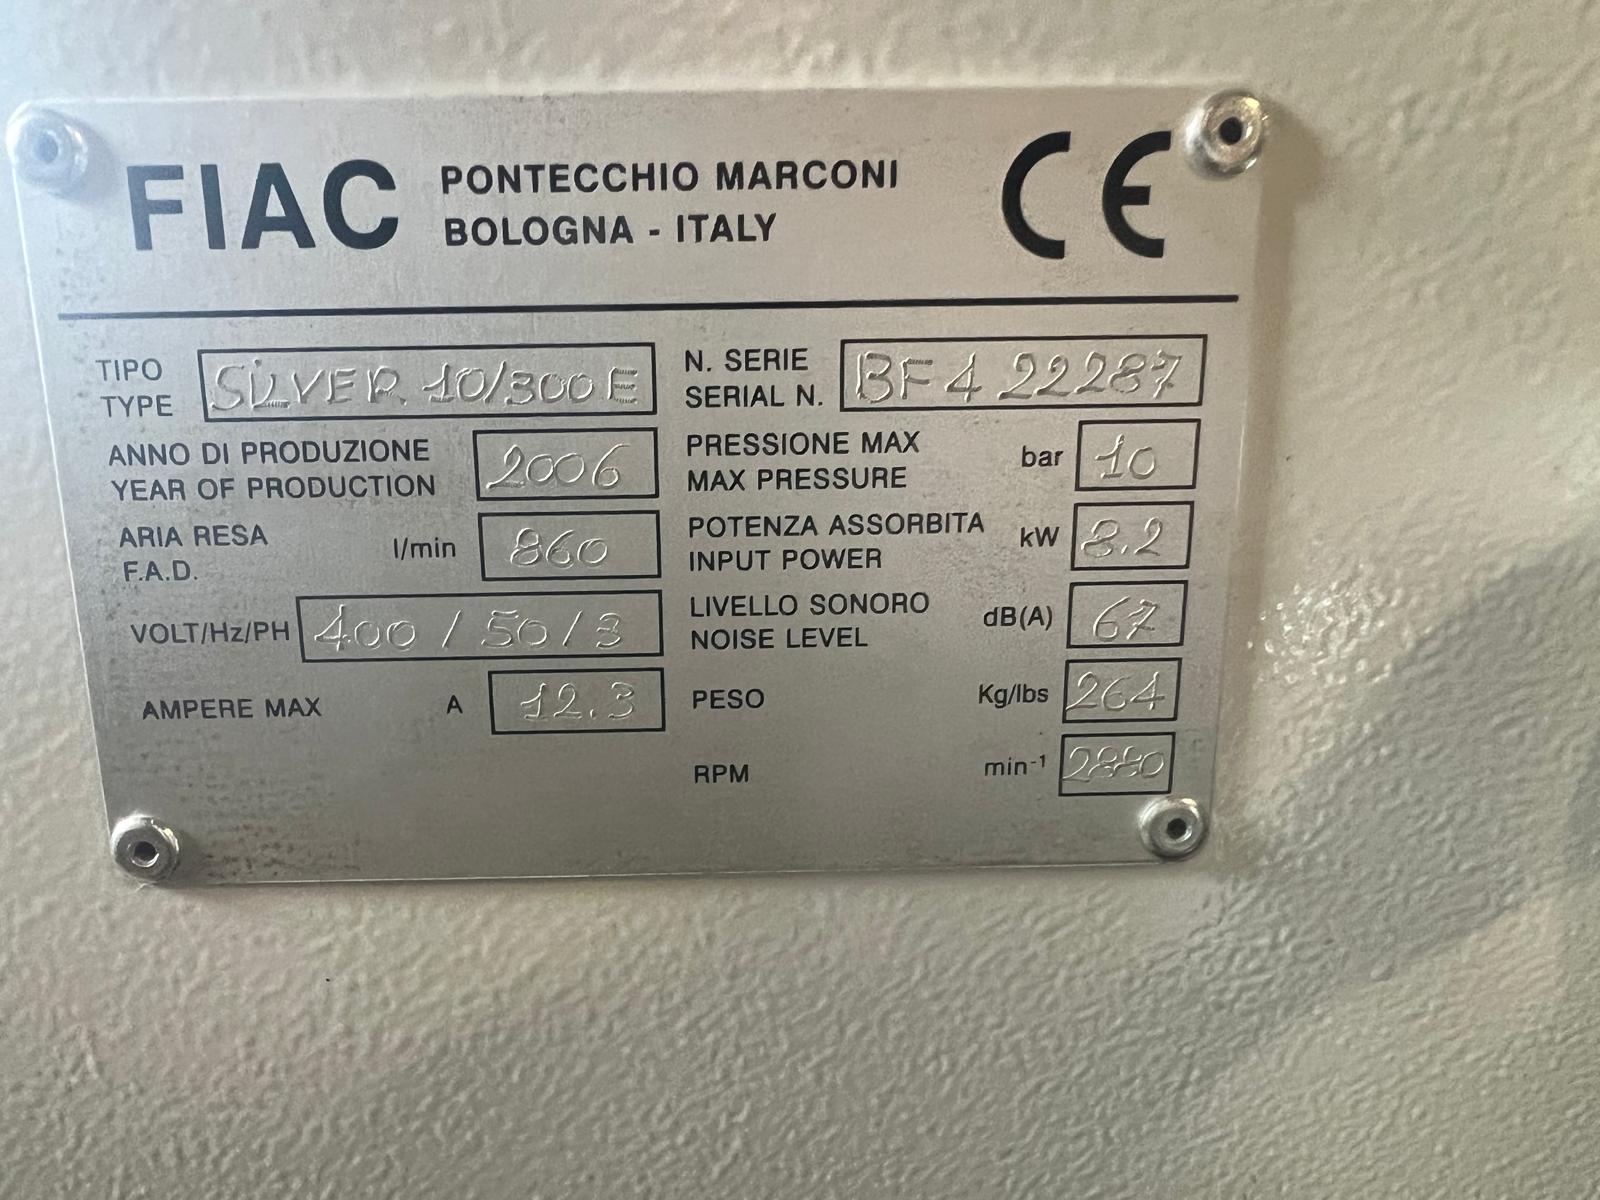 FIAC PONTECCHIO MARCONI
BOLOGNA - ITALY
CE
TIPO
TYPE
SILVER 10/300E
N. SERIE
SERIAL N.
BF422287
ANNO DI PRODUZIONE
YEAR OF PRODUCTION
2006
PRESSIONE MAX
MAX PRESSURE
bar 10
ARIA RESA
F.A.D.
l/min 860
POTENZA ASSORBITA
INPUT POWER
kW 8.2
VOLT/Hz/PH 400 / 50 / 3
LIVELLO SONORO
NOISE LEVEL
dB(A) 67
AMPERE MAX A 12.3
PESO Kg/lbs 264
RPM min-1 2880